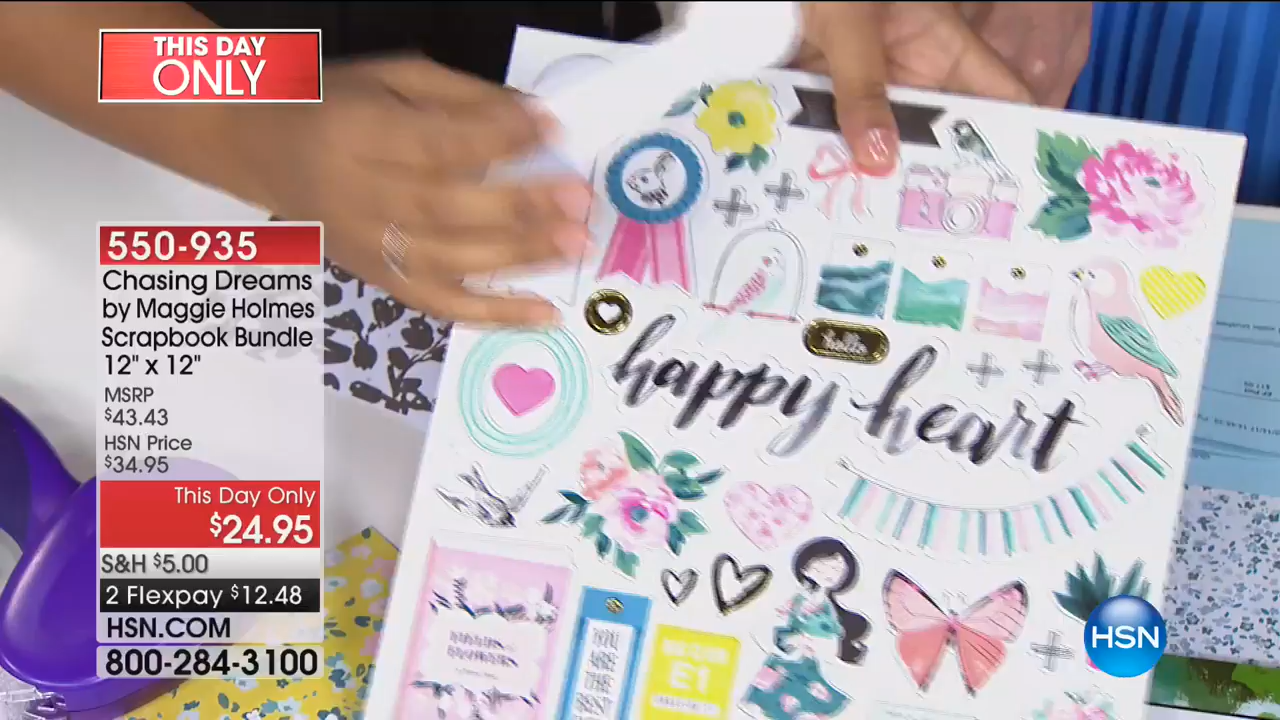 THIS DAY
ONLY
550-935
Chasing Dreams
by Maggie Holmes
Scrapbook Bundle
12" x 12"
MSRP
$43.43
HSN Price
$34.95
This Day Only
$24.95
S&H $5.00
2 Flexpay $12.48
HSN.COM
800-284-3100
hello
happy heart
YOU
ARE
THE
BEST
E1
HSN